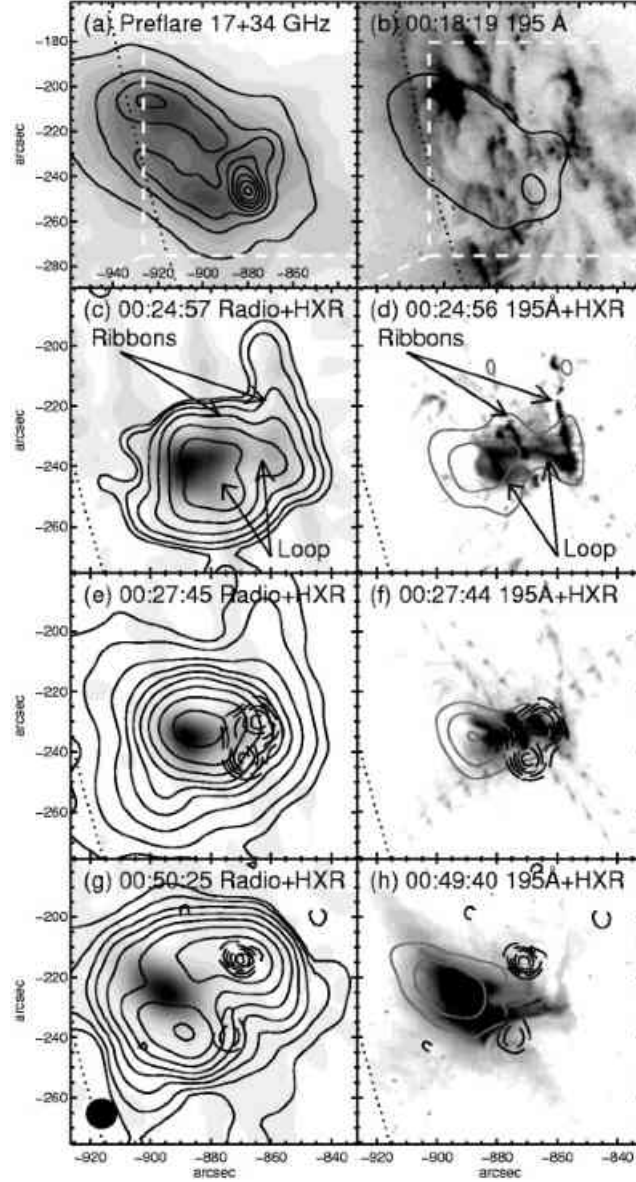 (a) Preflare 17+34 GHz
(b) 00:18:19 195 Å
−180
−200
−220
−240
−260
−280
arcsec
−940 −920 −900 −880 −860
(c) 00:24:57 Radio+HXR
Ribbons
Loop
(d) 00:24:56 195Å+HXR
Ribbons
Loop
−200
−220
−240
−260
arcsec
(e) 00:27:45 Radio+HXR
(f) 00:27:44 195Å+HXR
−200
−220
−240
−260
arcsec
(g) 00:50:25 Radio+HXR
(h) 00:49:40 195Å+HXR
−200
−220
−240
−260
arcsec
−920 −900 −880 −860 −840
arcsec
−920 −900 −880 −860 −840
arcsec